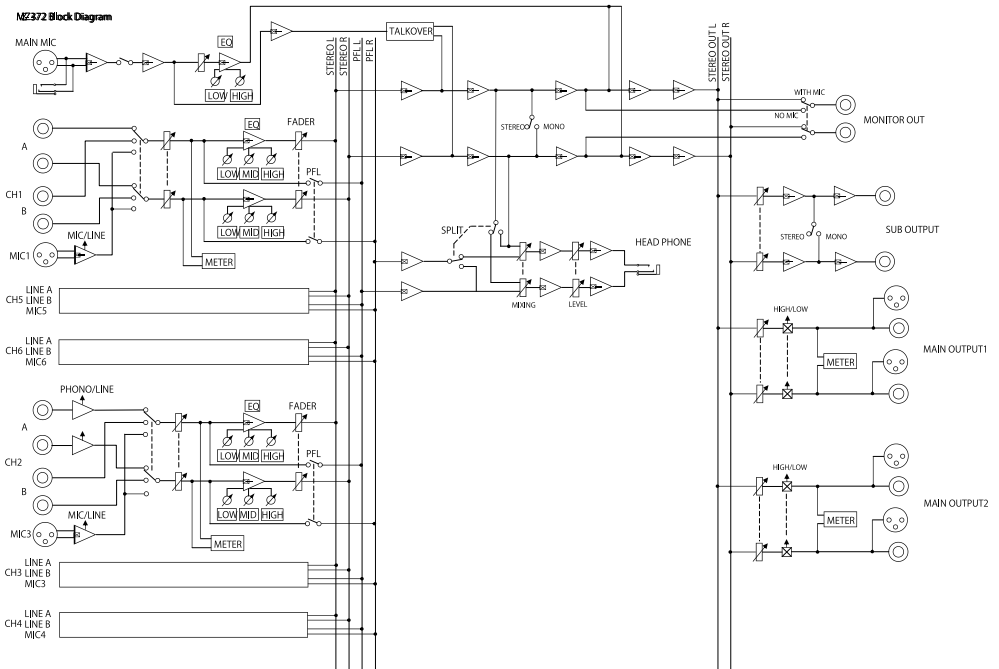 MZ372 Block Diagram
MAIN MIC
EQ
LOW HIGH
TALKOVER
STEREO L
STEREO R
PFL L
PFL R
STEREO OUT L
STEREO OUT R
WITH MIC
NO MIC
MONITOR OUT
STEREO MONO
A
CH1
B
MIC1
MIC/LINE
EQ
FADER
LOW MID HIGH
PFL
LOW MID HIGH
METER
SPLIT
HEAD PHONE
MIXING
LEVEL
STEREO MONO
SUB OUTPUT
LINE A
CH5 LINE B
MIC5
LINE A
CH6 LINE B
MIC6
HIGH/LOW
METER
MAIN OUTPUT1
PHONO/LINE
A
CH2
B
MIC3
MIC/LINE
EQ
FADER
LOW MID HIGH
PFL
LOW MID HIGH
METER
HIGH/LOW
METER
MAIN OUTPUT2
LINE A
CH3 LINE B
MIC3
LINE A
CH4 LINE B
MIC4